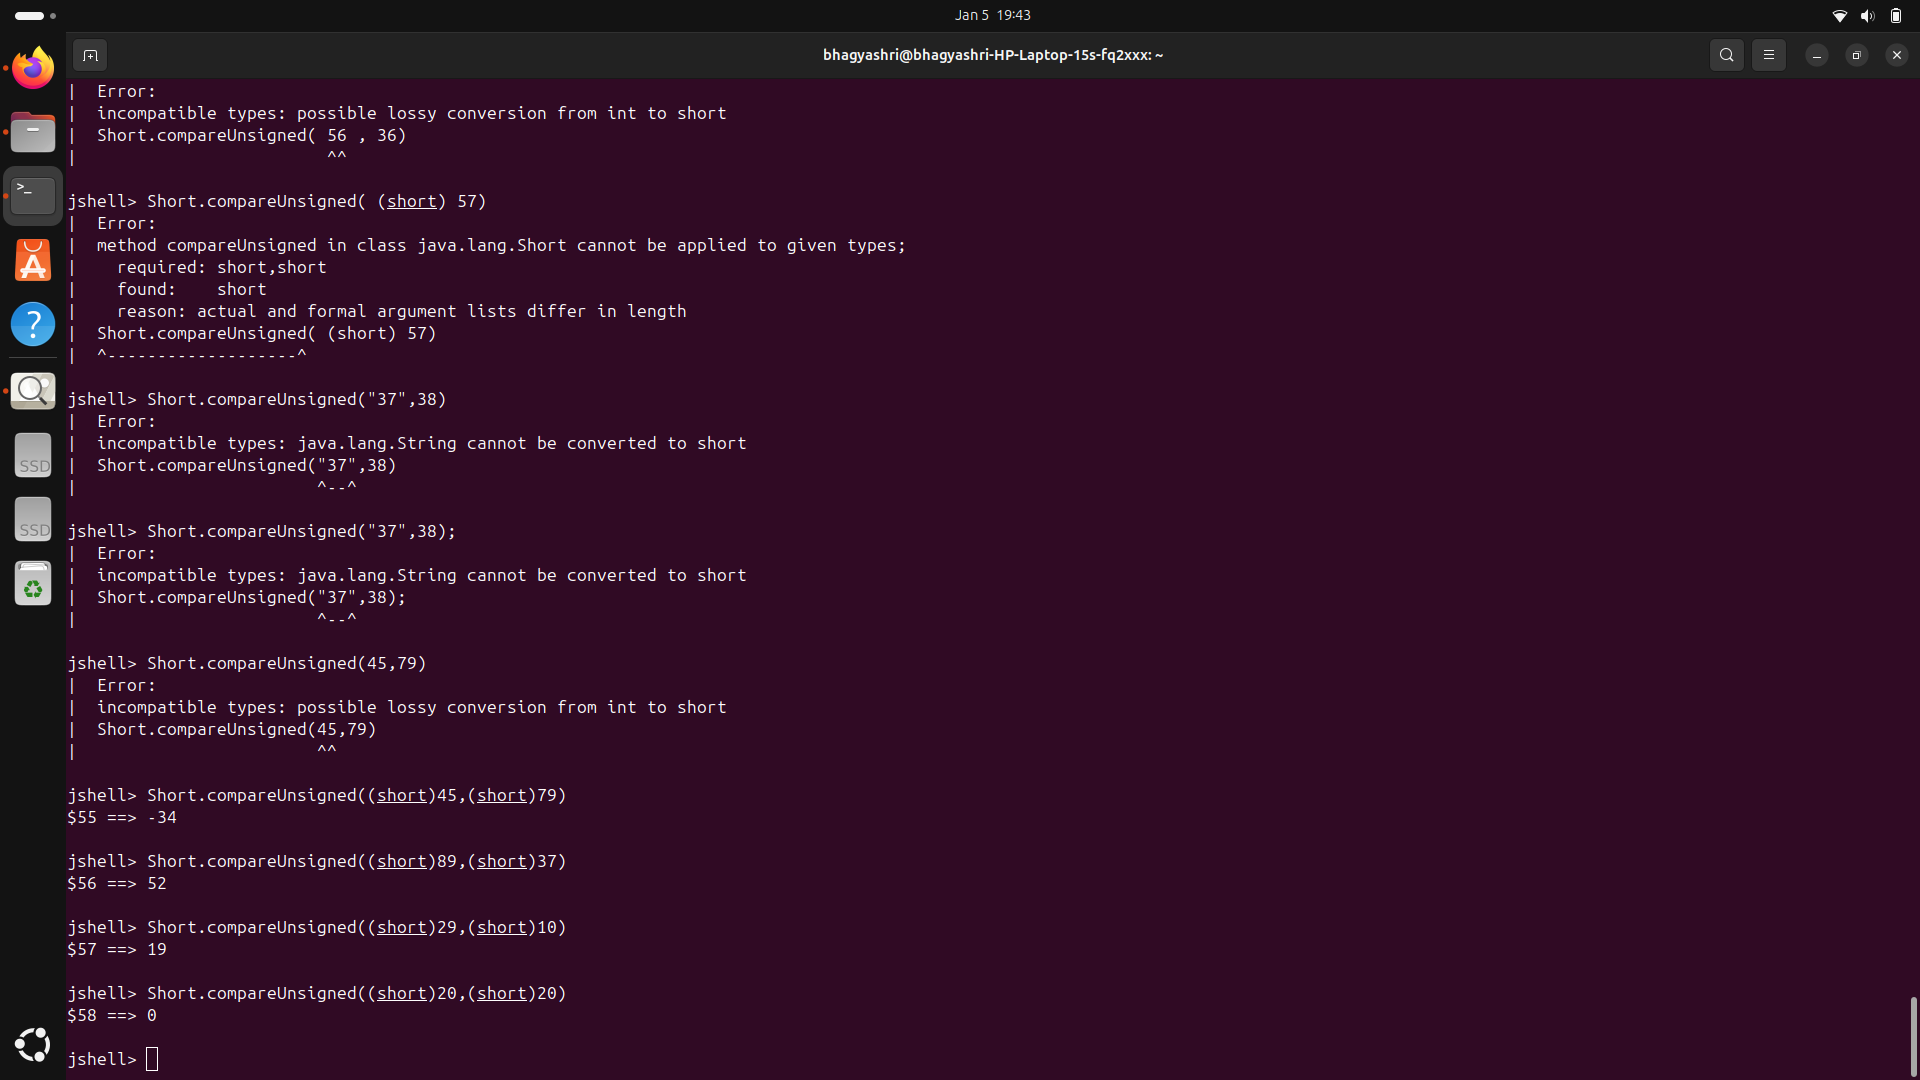 Jan 5 19:43
bhagyashri@bhagyashri-HP-Laptop-15s-fq2xxx: ~
| Error:
| incompatible types: possible lossy conversion from int to short
| Short.compareUnsigned( 56 , 36)
| ^^
jshell> Short.compareUnsigned( (short) 57)
| Error:
| method compareUnsigned in class java.lang.Short cannot be applied to given types;
| required: short,short
| found: short
| reason: actual and formal argument lists differ in length
| Short.compareUnsigned( (short) 57)
| ^-------------------^
jshell> Short.compareUnsigned("37",38)
| Error:
| incompatible types: java.lang.String cannot be converted to short
| Short.compareUnsigned("37",38)
| ^--^
jshell> Short.compareUnsigned("37",38);
| Error:
| incompatible types: java.lang.String cannot be converted to short
| Short.compareUnsigned("37",38);
| ^--^
jshell> Short.compareUnsigned(45,79)
| Error:
| incompatible types: possible lossy conversion from int to short
| Short.compareUnsigned(45,79)
| ^^
jshell> Short.compareUnsigned((short)45,(short)79)
$55 ==> -34
jshell> Short.compareUnsigned((short)89,(short)37)
$56 ==> 52
jshell> Short.compareUnsigned((short)29,(short)10)
$57 ==> 19
jshell> Short.compareUnsigned((short)20,(short)20)
$58 ==> 0
jshell>
>_
?
SSD
SSD